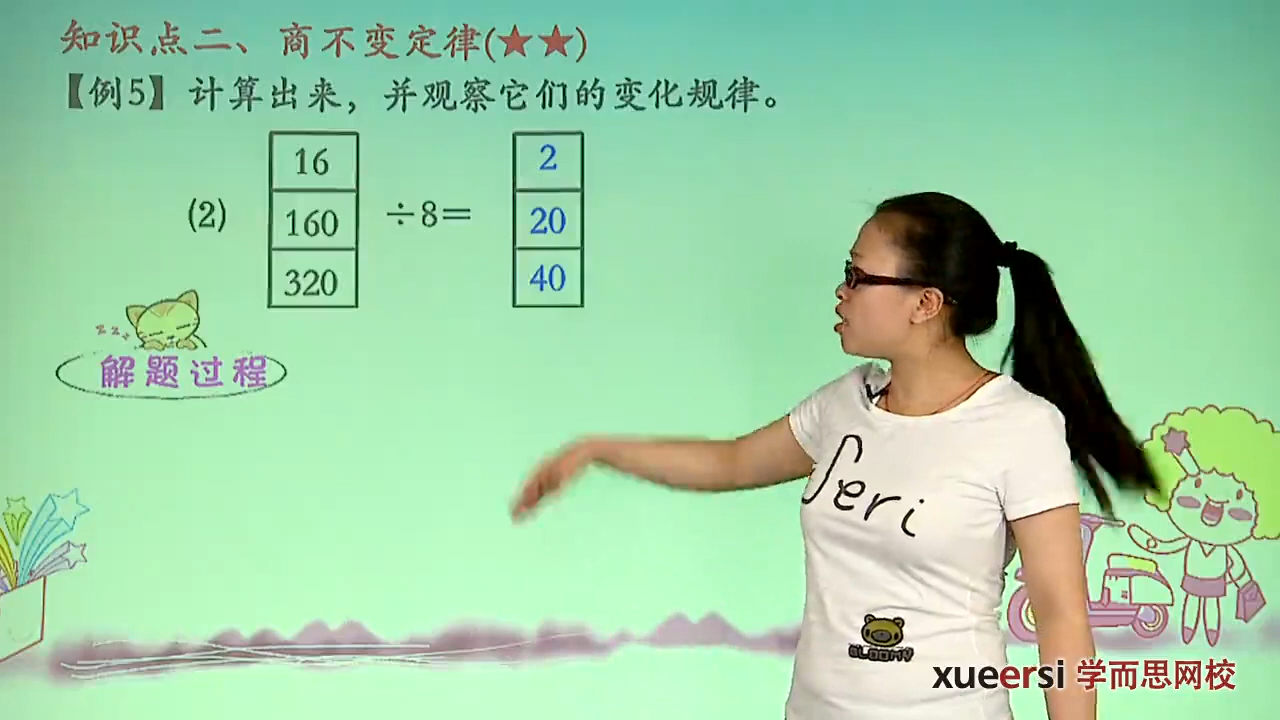 知识点二、商不变定律(★★)
【例5】计算出来，并观察它们的变化规律。
(2)
16
160
320
÷8=
2
20
40
zzz
解题过程
Seri
GLOOMY
xueersi 学而思网校